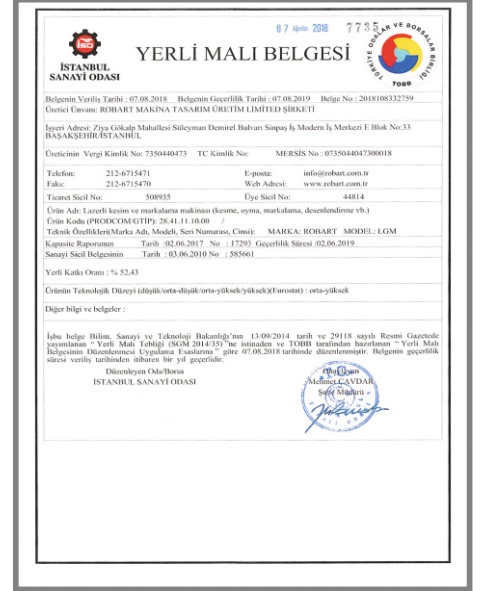 07 Ağustos 2018 7735
İSO
İSTANBUL
SANAYİ ODASI
YERLİ MALI BELGESİ
TÜRKİYE ODALAR VE BORSALAR BİRLİĞİ
TOBB
Belgenin Veriliş Tarihi : 07.08.2018 Belgenin Geçerlilik Tarihi : 07.08.2019 Belge No : 2018108332759
Üretici Ünvanı: ROBART MAKİNA TASARIM ÜRETİM LİMİTED ŞİRKETİ
İşyeri Adresi: Ziya Gökalp Mahallesi Süleyman Demirel Bulvarı Sinpaş İş Modern İş Merkezi E Blok No:33
BAŞAKŞEHİR/İSTANBUL
Üreticinin Vergi Kimlik No: 7350440473 TC Kimlik No: MERSİS No : 0735044047300018
Telefon: 212-6715471 E-posta: info@robart.com.tr
Faks: 212-6715470 Web Adresi: www.robart.com.tr
Ticaret Sicil No: 508935 Üye Sicil No: 44814
Ürün Adı: Lazerli kesim ve markalama makinası (kesme, oyma, markalama, desenlendirme vb.)
Ürün Kodu (PRODCOM/GTİP): 28.41.11.10.00 /
Teknik Özellikleri(Marka Adı, Modeli, Seri Numarası, Cinsi): MARKA: ROBART MODEL: LGM
Kapasite Raporunun Tarih :02.06.2017 No : 17293 Geçerlilik Süresi :02.06.2019
Sanayi Sicil Belgesinin Tarih : 03.06.2010 No : 585661
Yerli Katkı Oranı : % 52,43
Ürünün Teknolojik Düzeyi (düşük/orta-düşük/orta-yüksek/yüksek)(Eurostat) : orta-yüksek
Diğer bilgi ve belgeler :
İşbu belge Bilim, Sanayi ve Teknoloji Bakanlığı'nın 13/09/2014 tarih ve 29118 sayılı Resmi Gazetede
yayımlanan " Yerli Malı Tebliği (SGM 2014/35) "ne istinaden ve TOBB tarafından hazırlanan " Yerli Malı
Belgesinin Düzenlenmesi Uygulama Esaslarına " göre 07.08.2018 tarihinde düzenlenmiştir. Belgenin geçerlilik
süresi veriliş tarihinden itibaren bir yıl geçerlidir.
Düzenleyen Oda/Borsa Onaylayan
İSTANBUL SANAYİ ODASI Mehmet ÇAVDAR
Şube Müdürü